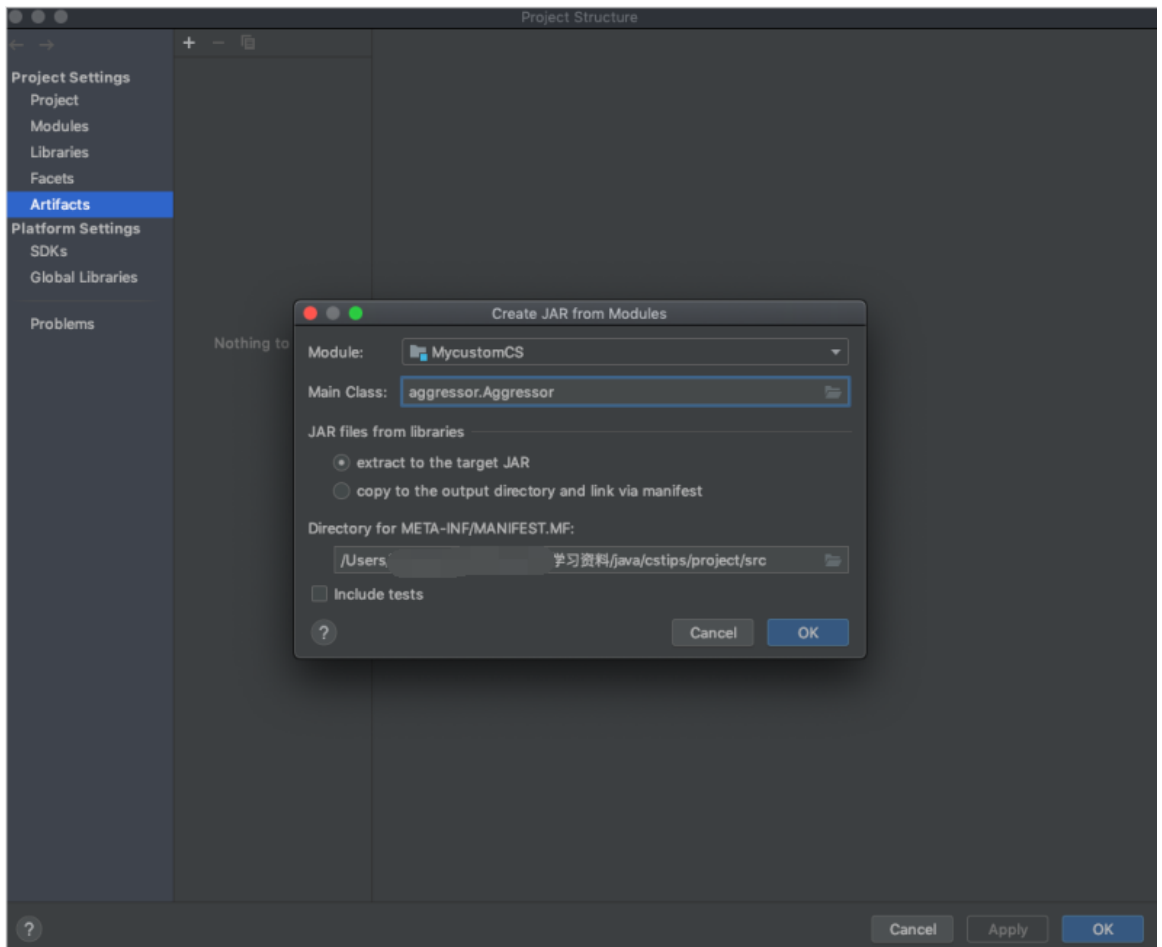 Project Structure
Project Settings
Project
Modules
Libraries
Facets
Artifacts
Platform Settings
SDKs
Global Libraries
Problems
Nothing to
Create JAR from Modules
Module: MycustomCS
Main Class: aggressor.Aggressor
JAR files from libraries
extract to the target JAR
copy to the output directory and link via manifest
Directory for META-INF/MANIFEST.MF:
/Users/ 学习资料/java/cstips/project/src
Include tests
? Cancel OK
? Cancel Apply OK